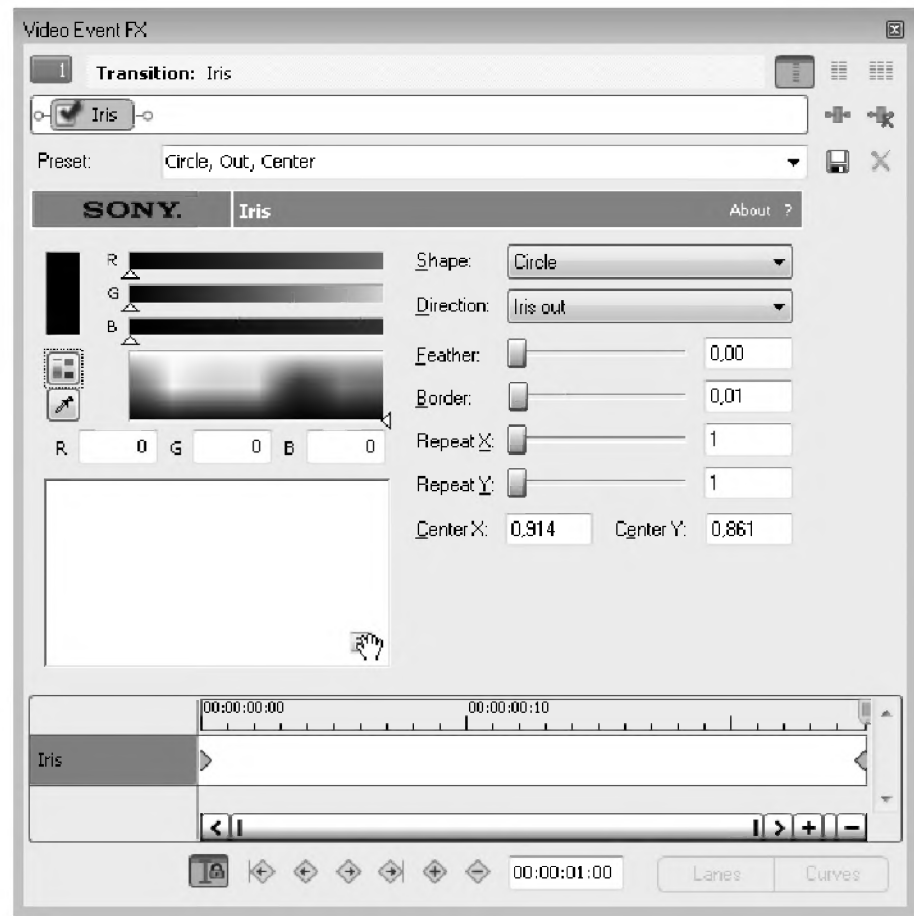 Video Event FX
1 Transition: Iris
Iris
Preset: Circle, Out, Center
SONY. Iris About ?
R
G
B
Shape: Circle
Direction: Iris out
Feather: 0,00
Border: 0,01
Repeat X: 1
Repeat Y: 1
Center X: 0,914 Center Y: 0,861
R 0 G 0 B 0
00:00:00:00 00:00:00:10
Iris
00:00:01:00 Lanes Curves